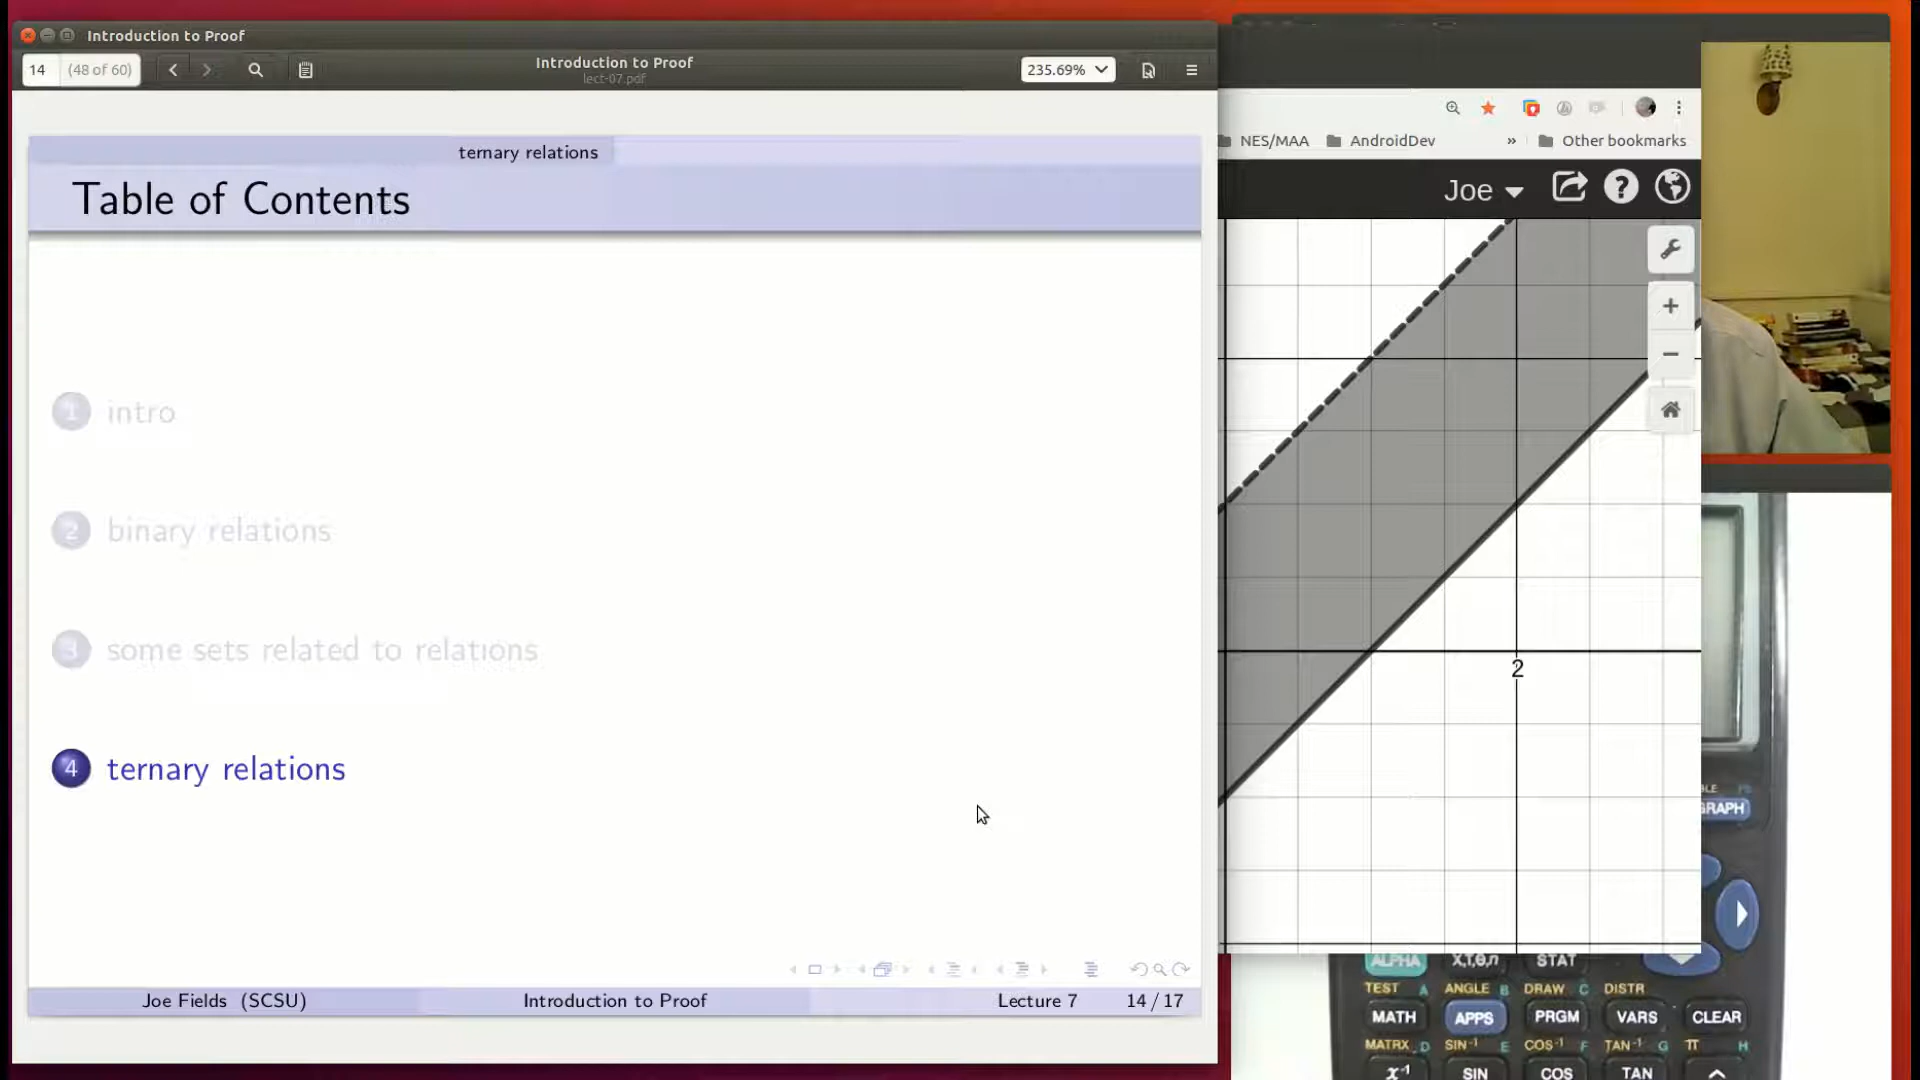 Introduction to Proof
14 (48 of 60)
Introduction to Proof
lect-07.pdf
235.69%
ternary relations
Table of Contents
1 intro
2 binary relations
3 some sets related to relations
4 ternary relations
Joe Fields (SCSU) Introduction to Proof Lecture 7 14 / 17
NES/MAA AndroidDev » Other bookmarks
Joe
2
GRAPH
ALPHA X,T,θ,n STAT
TEST A ANGLE B DRAW C DISTR
MATH APPS PRGM VARS CLEAR
MATRX D SIN⁻¹ E COS⁻¹ F TAN⁻¹ G π H
x⁻¹ SIN COS TAN ^